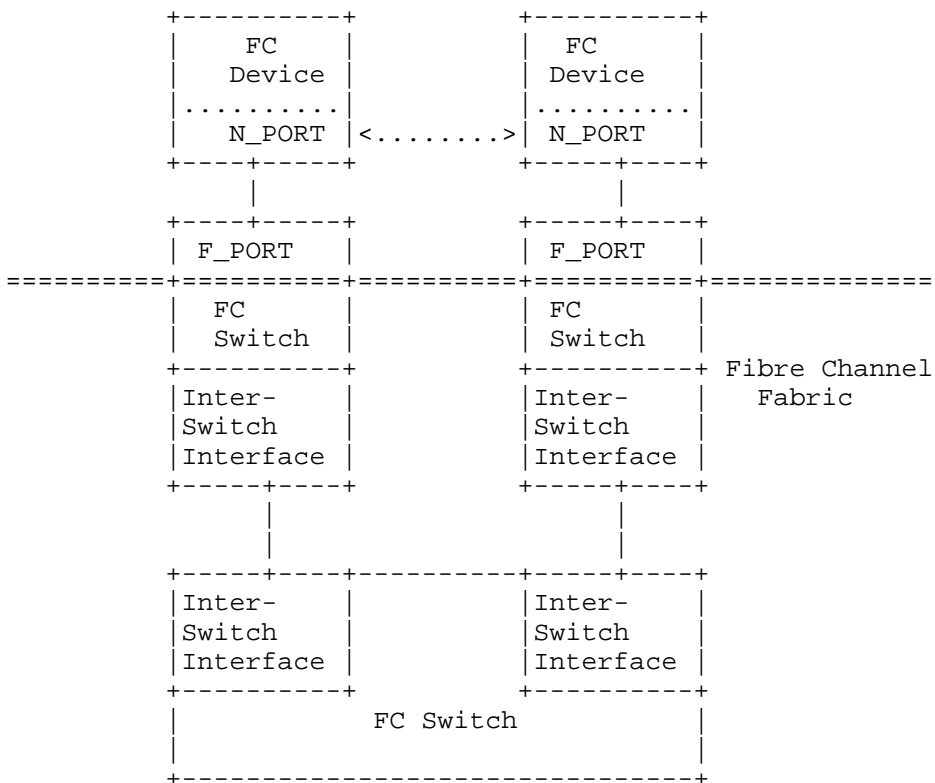 +----------+          +----------+
|    FC    |          |  FC      |
|   Device |          | Device   |
|..........|          |..........|
|   N_PORT |<........>| N_PORT   |
+----+-----+          +-----+----+
     |                      |
+----+-----+          +-----+----+
| F_PORT   |          | F_PORT   |
==========+==========+==========+==========+==============
|  FC      |          | FC       |
|  Switch  |          | Switch   |
+----------+          +----------+ Fibre Channel
|Inter-    |          |Inter-    |   Fabric
|Switch    |          |Switch    |
|Interface |          |Interface |
+-----+----+          +-----+----+
      |                     |
      |                     |
+-----+----+----------+-----+----+
|Inter-    |          |Inter-    |
|Switch    |          |Switch    |
|Interface |          |Interface |
+----------+          +----------+
|            FC Switch           |
|                                |
+--------------------------------+